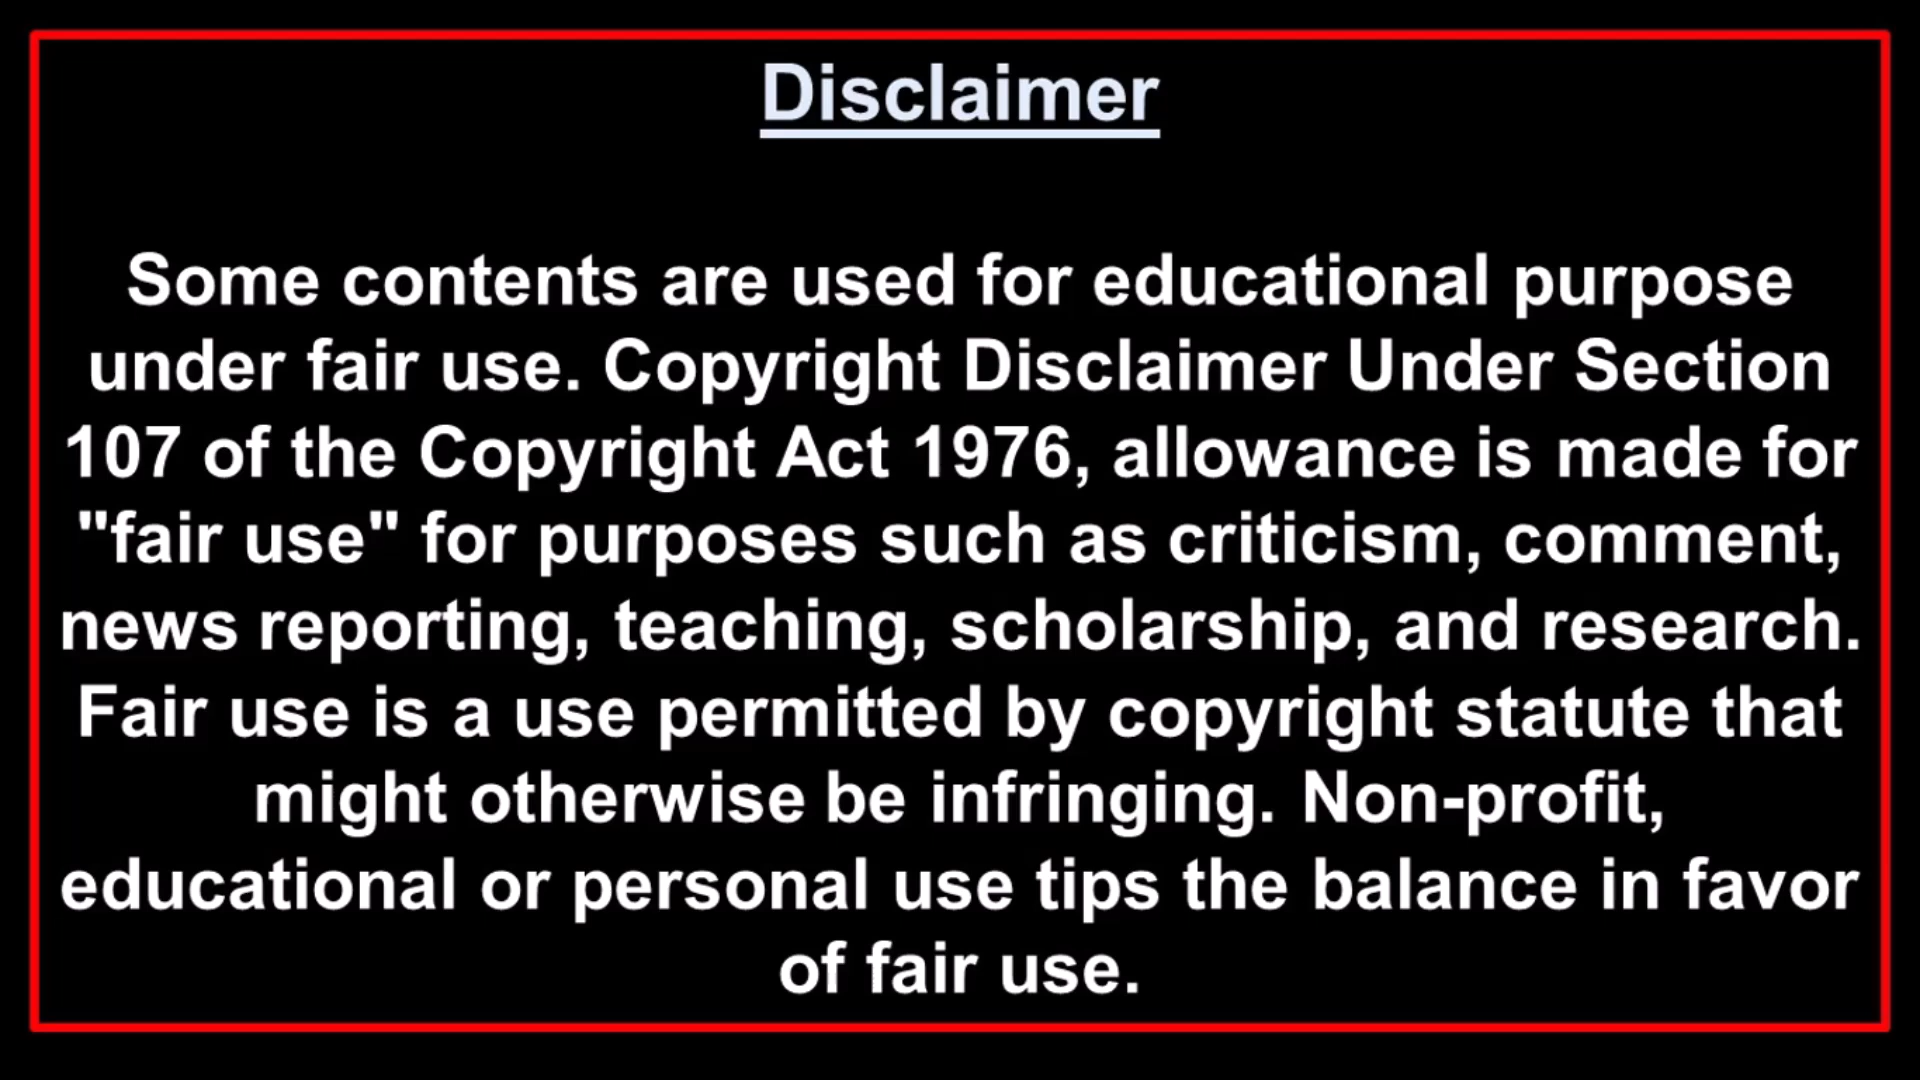 Disclaimer
Some contents are used for educational purpose
under fair use. Copyright Disclaimer Under Section
107 of the Copyright Act 1976, allowance is made for
"fair use" for purposes such as criticism, comment,
news reporting, teaching, scholarship, and research.
Fair use is a use permitted by copyright statute that
might otherwise be infringing. Non-profit,
educational or personal use tips the balance in favor
of fair use.